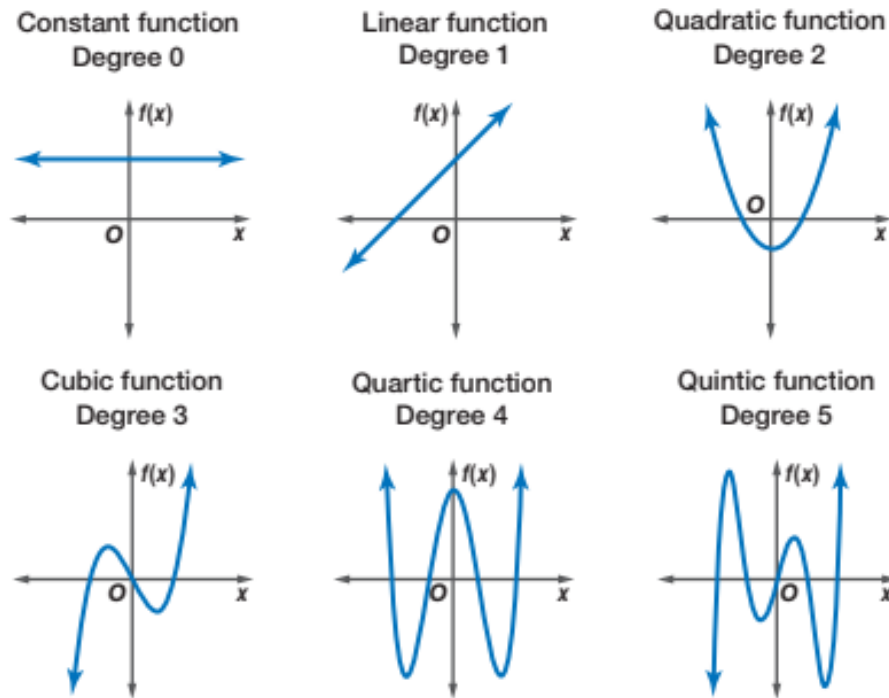 Constant function
Degree 0
Linear function
Degree 1
Quadratic function
Degree 2
f(x)
O
x
f(x)
O
x
f(x)
O
x
Cubic function
Degree 3
Quartic function
Degree 4
Quintic function
Degree 5
f(x)
O
x
f(x)
O
x
f(x)
O
x